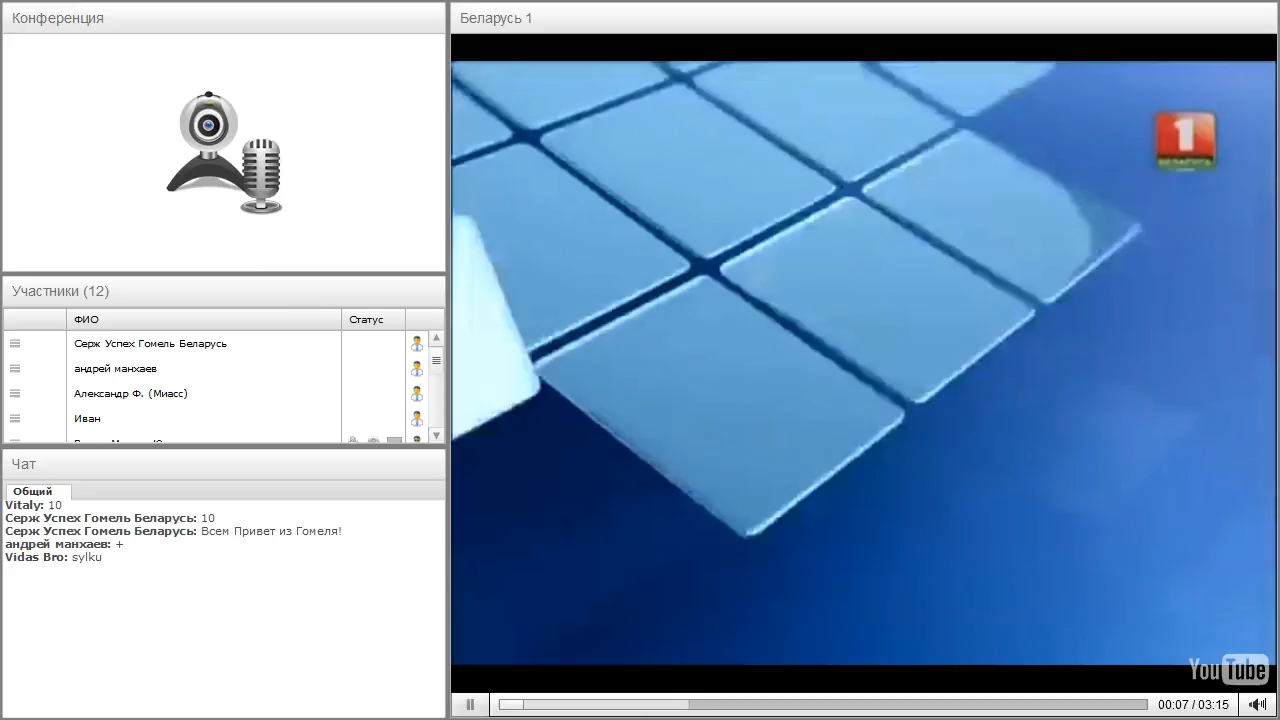 Конференция
Беларусь 1
1
БЕЛАРУСЬ
Участники (12)
ФИО Статус
Серж Успех Гомель Беларусь
андрей манхаев
Александр Ф. (Миасс)
Иван
Чат
Общий
Vitaly: 10
Серж Успех Гомель Беларусь: 10
Серж Успех Гомель Беларусь: Всем Привет из Гомеля!
андрей манхаев: +
Vidas Bro: sylku
YouTube
00:07 / 03:15